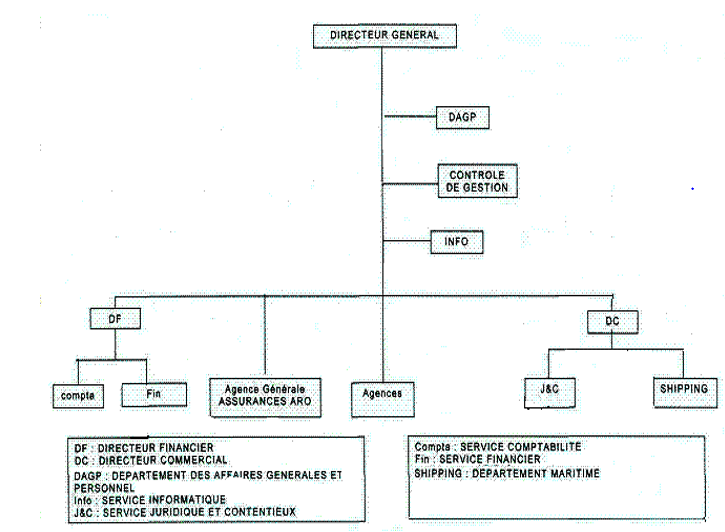 DIRECTEUR GENERAL
DAGP
CONTROLE
DE GESTION
INFO
DF
DC
compta
Fin
Agence Générale
ASSURANCES ARO
Agences
J&C
SHIPPING
DF : DIRECTEUR FINANCIER
DC : DIRECTEUR COMMERCIAL
DAGP : DEPARTEMENT DES AFFAIRES GENERALES ET
PERSONNEL
Info : SERVICE INFORMATIQUE
J&C : SERVICE JURIDIQUE ET CONTENTIEUX
Compta : SERVICE COMPTABILITE
Fin : SERVICE FINANCIER
SHIPPING : DEPARTEMENT MARITIME